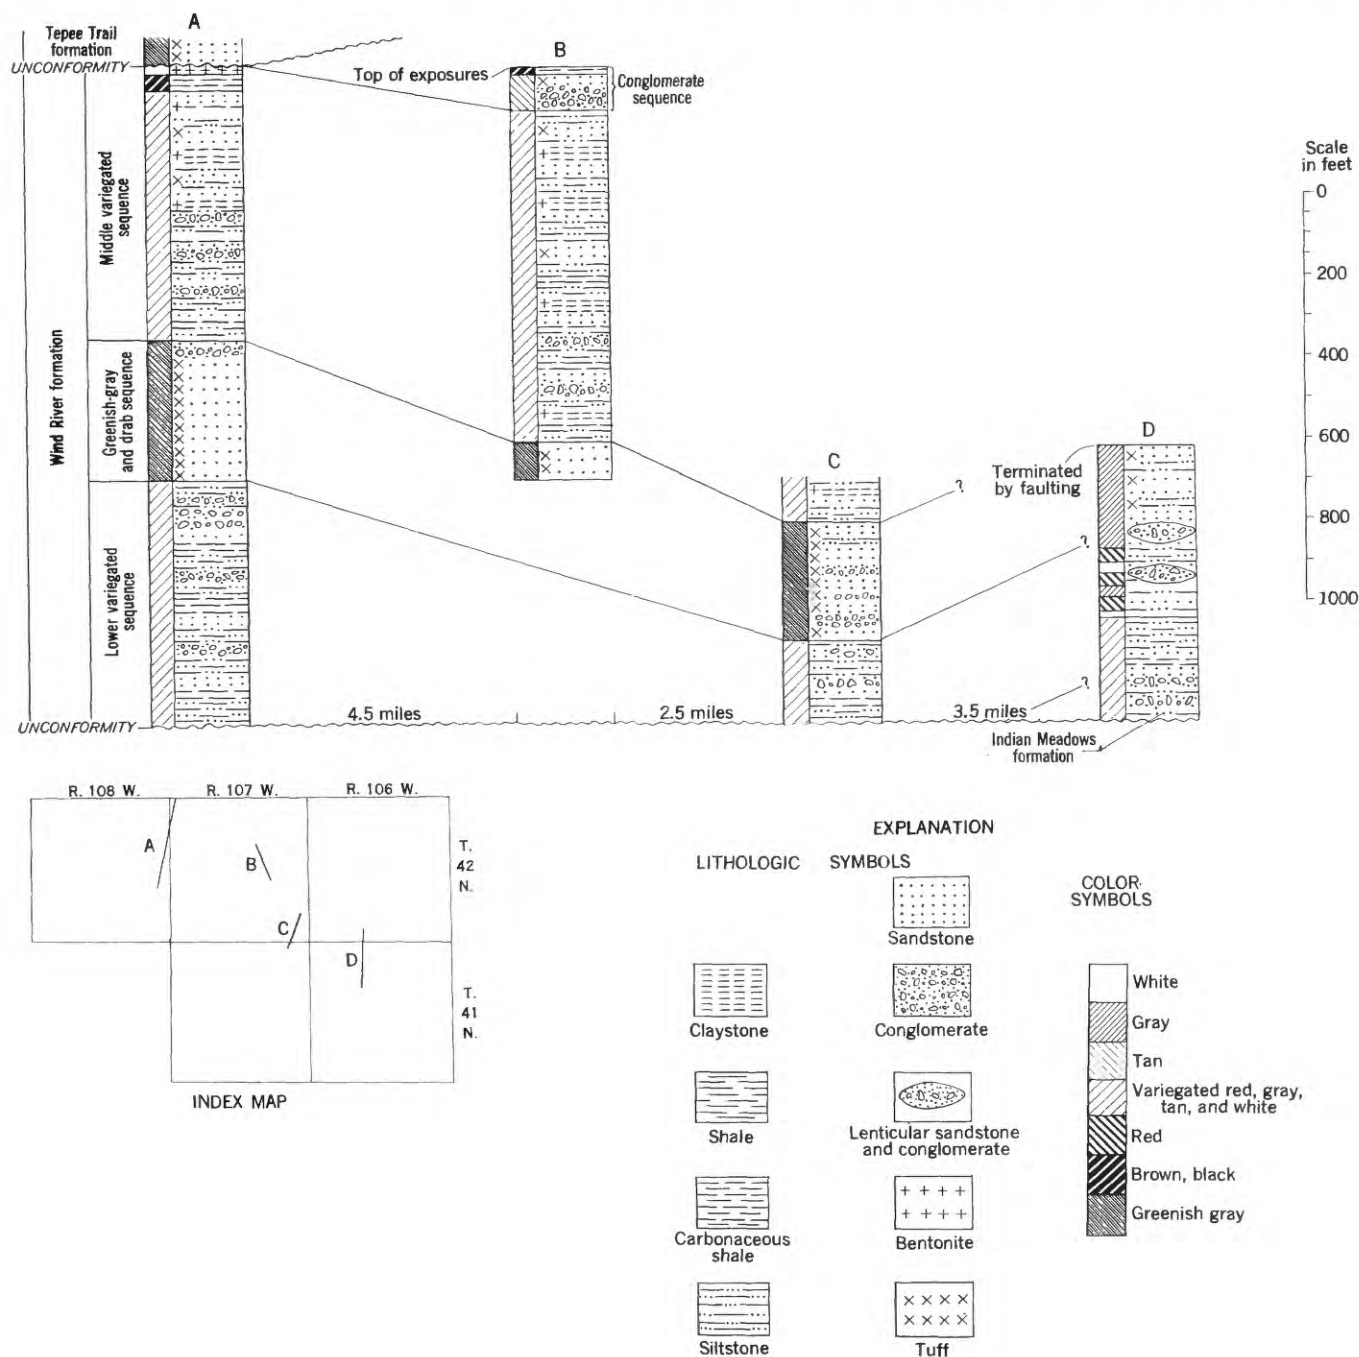 A
Tepee Trail
formation
UNCONFORMITY
B
Top of exposures
Conglomerate
sequence
Scale
in feet
0
200
400
600
800
1000
Wind River formation
Middle variegated
sequence
Greenish-gray
and drab sequence
Lower variegated
sequence
C
D
Terminated
by faulting
?
?
?
4.5 miles
2.5 miles
3.5 miles
UNCONFORMITY
Indian Meadows
formation
R. 108 W.
R. 107 W.
R. 106 W.
A
B
C
D
T.
42
N.
T.
41
N.
INDEX MAP
EXPLANATION
LITHOLOGIC SYMBOLS
Sandstone
Claystone
Conglomerate
Shale
Lenticular sandstone
and conglomerate
Carbonaceous
shale
Bentonite
Siltstone
Tuff
COLOR
SYMBOLS
White
Gray
Tan
Variegated red, gray,
tan, and white
Red
Brown, black
Greenish gray